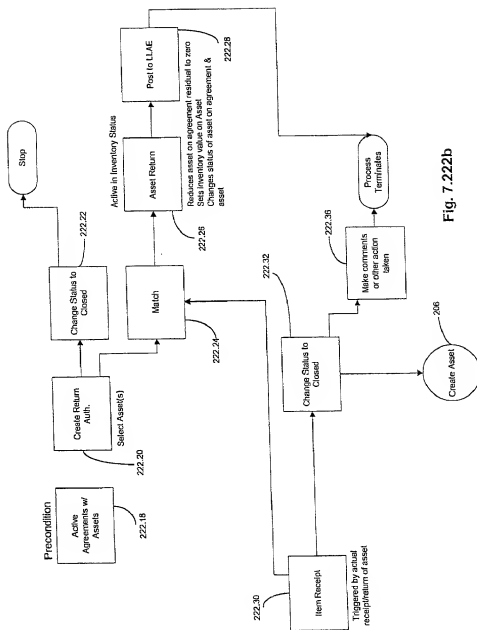 Precondition
Active
Agreements w/
Assets
222.18
Create Return
Auth.
Select Asset(s)
222.20
Change Status to
Closed
222.22
Stop
Match
222.24
Active in Inventory Status
Asset Return
222.26
Reduces asset on agreement residual to zero
Sets inventory value on Asset
Changes status of asset on agreement &
asset
Post to LLAE
222.28
Item Receipt
222.30
Triggered by actual
receipt/return of asset
Change Status to
Closed
222.32
Make comments
or other action
taken
222.36
Process
Terminates
Create Asset
206
Fig. 7.222b